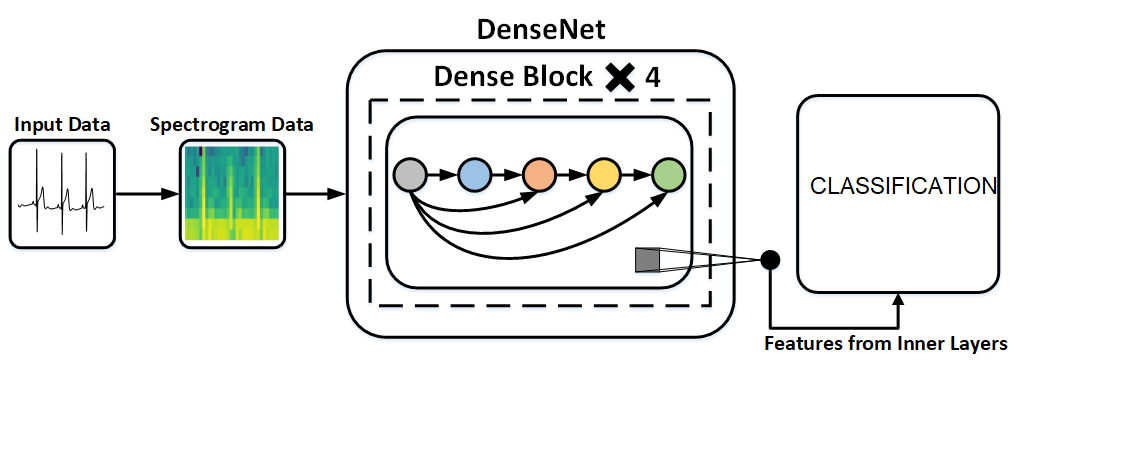 DenseNet
Dense Block ✖ 4
Input Data
Spectrogram Data
CLASSIFICATION
Features from Inner Layers